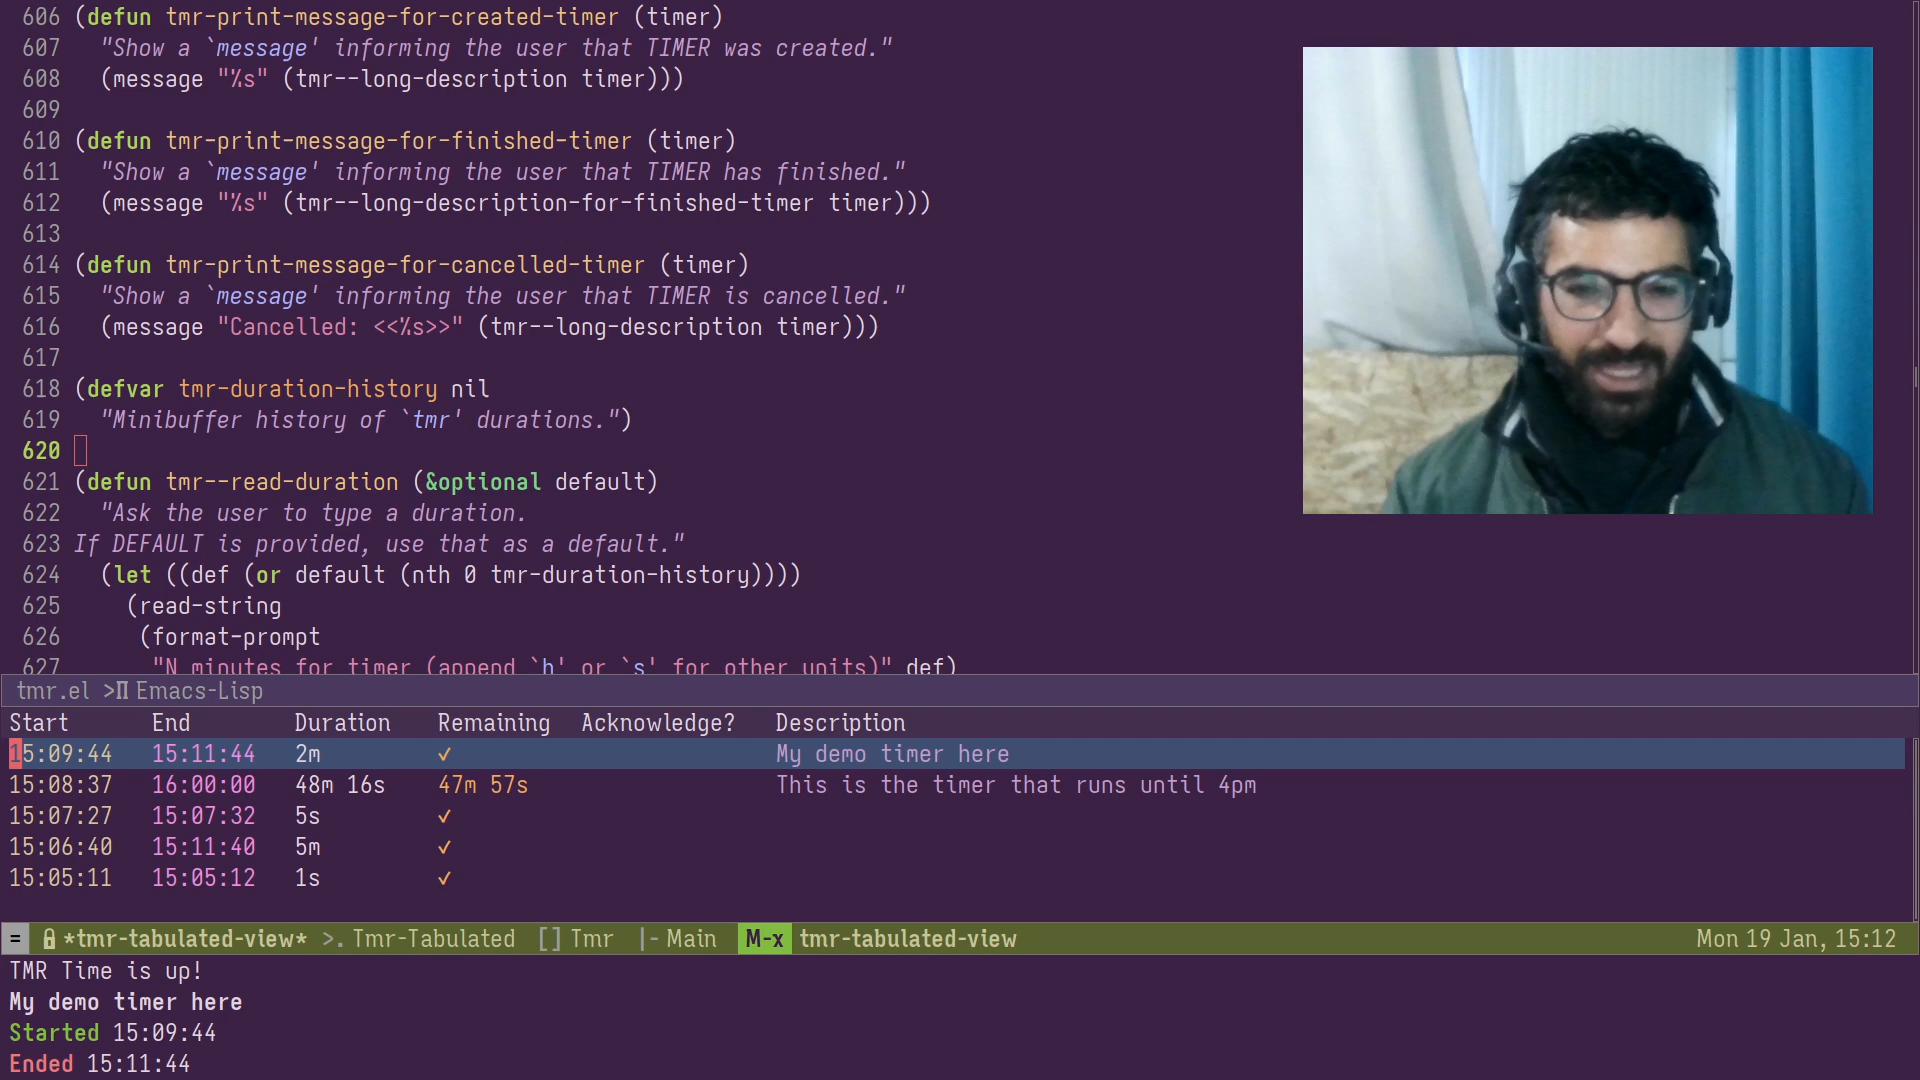 606 (defun tmr-print-message-for-created-timer (timer)
607   "Show a `message' informing the user that TIMER was created."
608   (message "%s" (tmr--long-description timer)))
609
610 (defun tmr-print-message-for-finished-timer (timer)
611   "Show a `message' informing the user that TIMER has finished."
612   (message "%s" (tmr--long-description-for-finished-timer timer)))
613
614 (defun tmr-print-message-for-cancelled-timer (timer)
615   "Show a `message' informing the user that TIMER is cancelled."
616   (message "Cancelled: <<%s>>" (tmr--long-description timer)))
617
618 (defvar tmr-duration-history nil
619   "Minibuffer history of `tmr' durations.")
620
621 (defun tmr--read-duration (&optional default)
622   "Ask the user to type a duration.
623 If DEFAULT is provided, use that as a default."
624   (let ((def (or default (nth 0 tmr-duration-history))))
625     (read-string
626      (format-prompt
627       "N minutes for timer (append `h' or `s' for other units)" def)
tmr.el >Π Emacs-Lisp
Start End Duration Remaining Acknowledge? Description
15:09:44 15:11:44 2m ✓ My demo timer here
15:08:37 16:00:00 48m 16s 47m 57s This is the timer that runs until 4pm
15:07:27 15:07:32 5s ✓
15:06:40 15:11:40 5m ✓
15:05:11 15:05:12 1s ✓
= *tmr-tabulated-view* >. Tmr-Tabulated [] Tmr |- Main M-x tmr-tabulated-view Mon 19 Jan, 15:12
TMR Time is up!
My demo timer here
Started 15:09:44
Ended 15:11:44